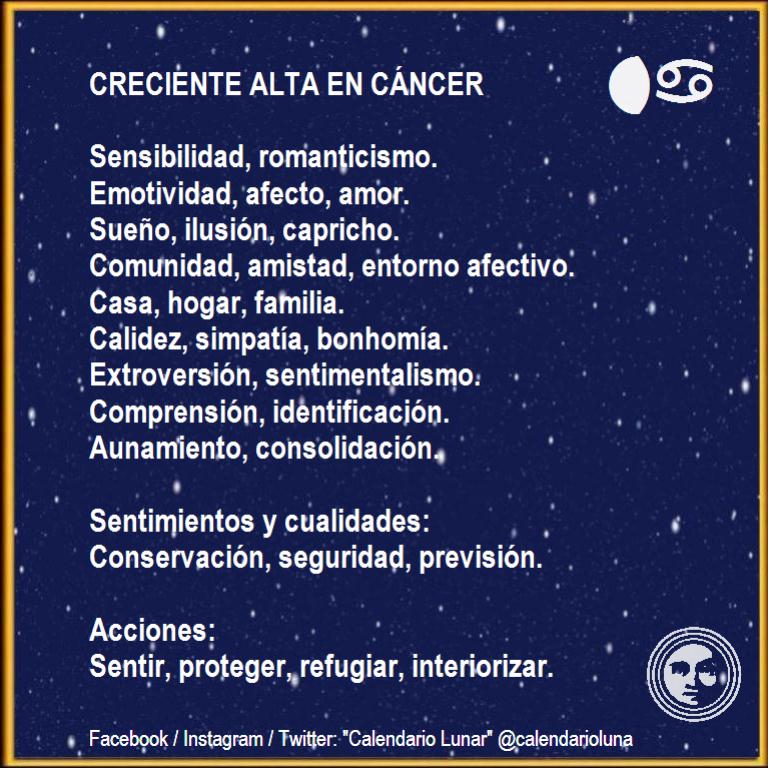 CRECIENTE ALTA EN CÁNCER
Sensibilidad, romanticismo.
Emotividad, afecto, amor.
Sueño, ilusión, capricho.
Comunidad, amistad, entorno afectivo.
Casa, hogar, familia.
Calidez, simpatía, bonhomía.
Extroversión, sentimentalismo.
Comprensión, identificación.
Aunamiento, consolidación.
Sentimientos y cualidades:
Conservación, seguridad, previsión.
Acciones:
Sentir, proteger, refugiar, interiorizar.
Facebook / Instagram / Twitter: "Calendario Lunar" @calendarioluna